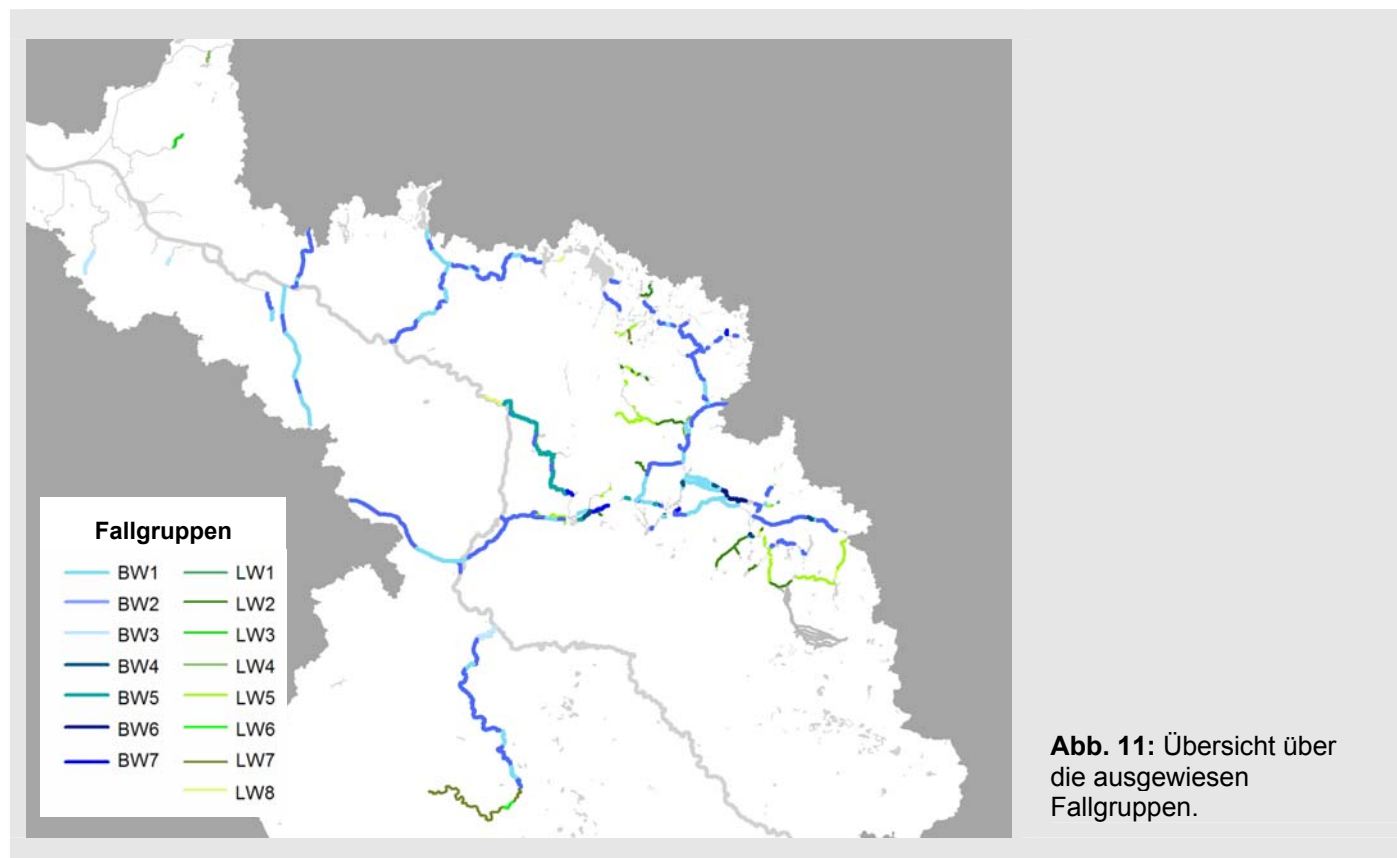 Fallgruppen
BW1 LW1
BW2 LW2
BW3 LW3
BW4 LW4
BW5 LW5
BW6 LW6
BW7 LW7
LW8
Abb. 11: Übersicht über
die ausgewiesen
Fallgruppen.